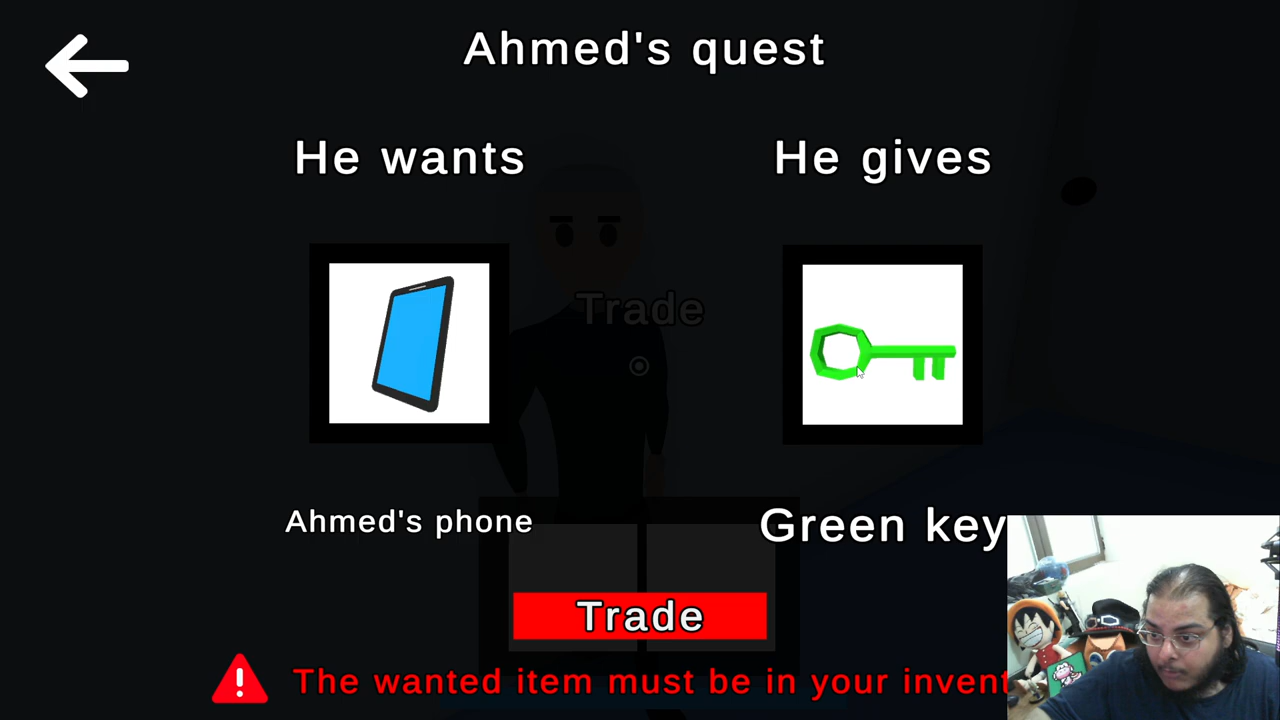 Ahmed's quest
He wants
He gives
Trade
Ahmed's phone
Green key
Trade
The wanted item must be in your invent